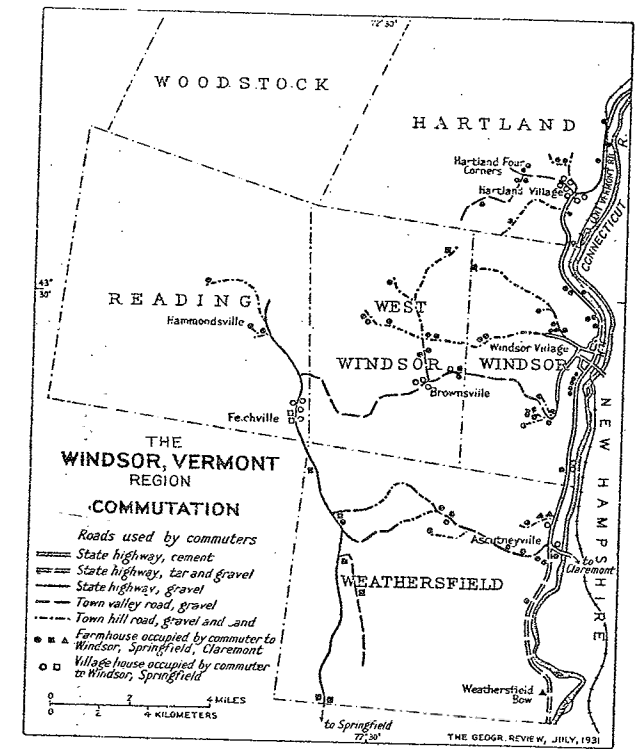 72°30'
WOODSTOCK
HARTLAND
Hartland Four
Corners
Hartland Village
CENT. VERMONT RR.
CONNECTICUT R.
43°
30'
READING
Hammondsville
WEST
WINDSOR
WINDSOR
Windsor Village
Brownsville
Felchville
NEW HAMPSHIRE
THE
WINDSOR, VERMONT
REGION
COMMUTATION
Roads used by commuters
State highway, cement
State highway, tar and gravel
State highway, gravel
Town valley road, gravel
Town hill road, gravel and sand
Farmhouse occupied by commuter to
Windsor, Springfield, Claremont
Village house occupied by commuter
to Windsor, Springfield
0 2 4 MILES
0 2 4 KILOMETERS
Ascutneyville
to
Claremont
WEATHERSFIELD
Weathersfield
Bow
to Springfield
72°30'
THE GEOGR. REVIEW, JULY, 1931